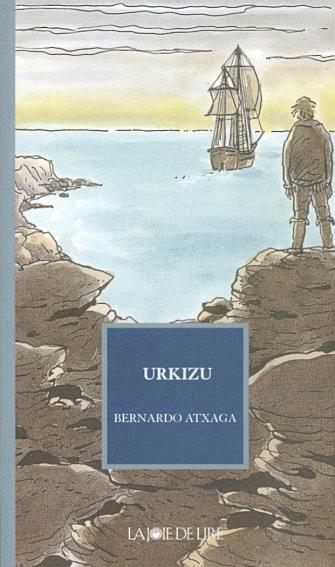 URKIZU
BERNARDO ATXAGA
LA JOIE DE LIRE